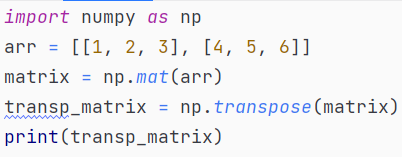 import numpy as np
arr = [[1, 2, 3], [4, 5, 6]]
matrix = np.mat(arr)
transp_matrix = np.transpose(matrix)
print(transp_matrix)